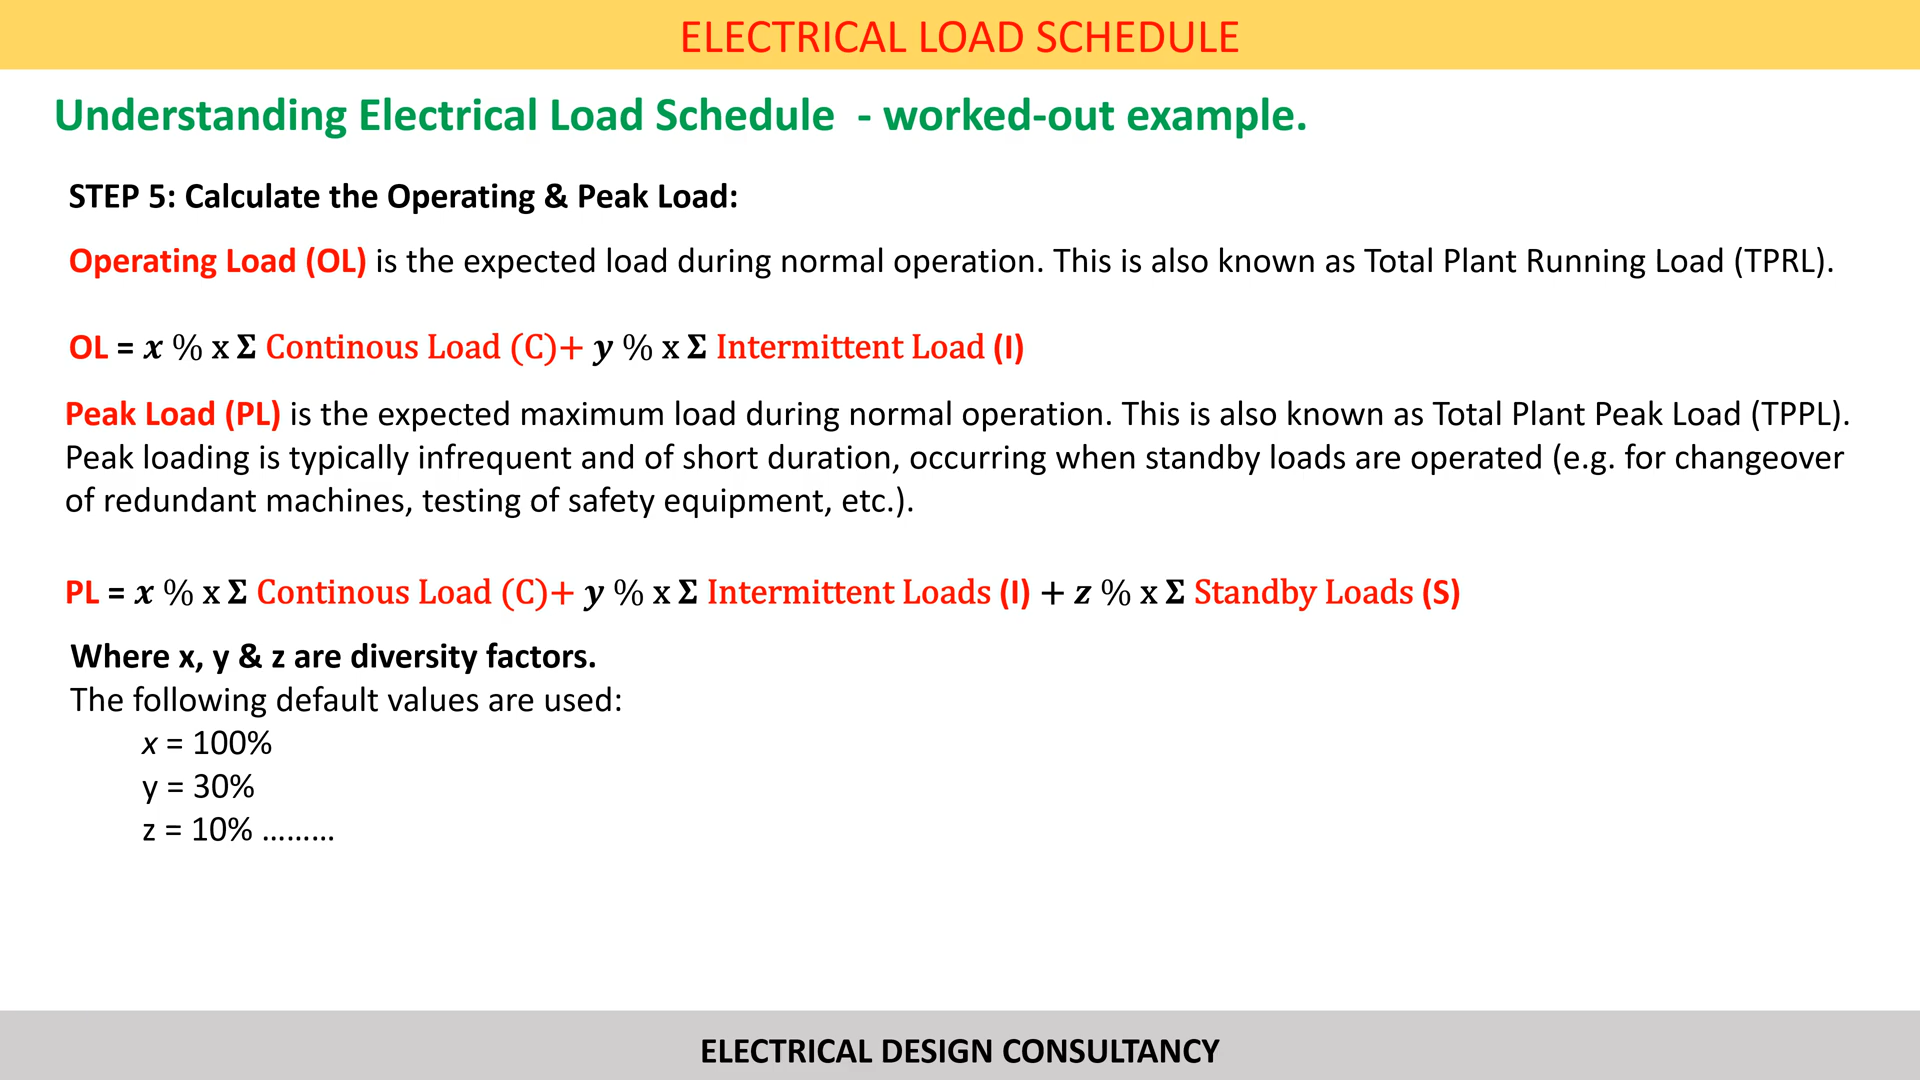 ELECTRICAL LOAD SCHEDULE
Understanding Electrical Load Schedule - worked-out example.
STEP 5: Calculate the Operating & Peak Load:
Operating Load (OL) is the expected load during normal operation. This is also known as Total Plant Running Load (TPRL).
OL = x % x Σ Continous Load (C)+ y % x Σ Intermittent Load (I)
Peak Load (PL) is the expected maximum load during normal operation. This is also known as Total Plant Peak Load (TPPL).
Peak loading is typically infrequent and of short duration, occurring when standby loads are operated (e.g. for changeover
of redundant machines, testing of safety equipment, etc.).
PL = x % x Σ Continous Load (C)+ y % x Σ Intermittent Loads (I) + z % x Σ Standby Loads (S)
Where x, y & z are diversity factors.
The following default values are used:
x = 100%
y = 30%
z = 10% ………
ELECTRICAL DESIGN CONSULTANCY